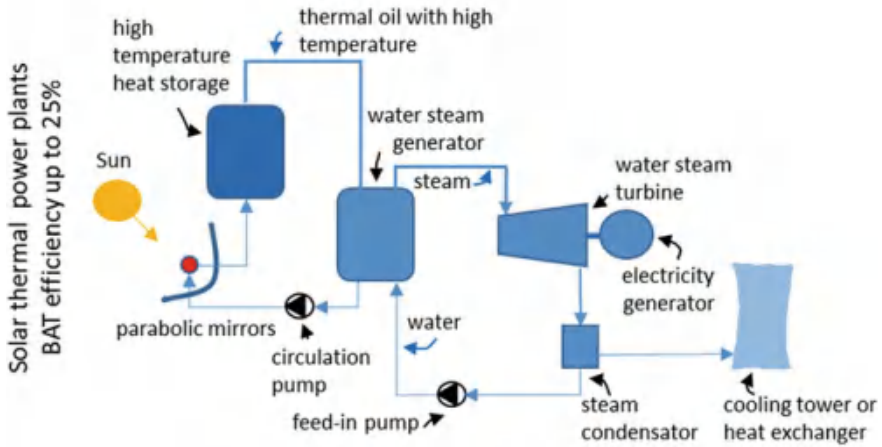 Solar thermal power plants
BAT efficiency up to 25%
high
temperature
heat storage
thermal oil with high
temperature
Sun
water steam
generator
steam
water steam
turbine
electricity
generator
parabolic mirrors
circulation
pump
water
feed-in pump
steam
condensator
cooling tower or
heat exchanger